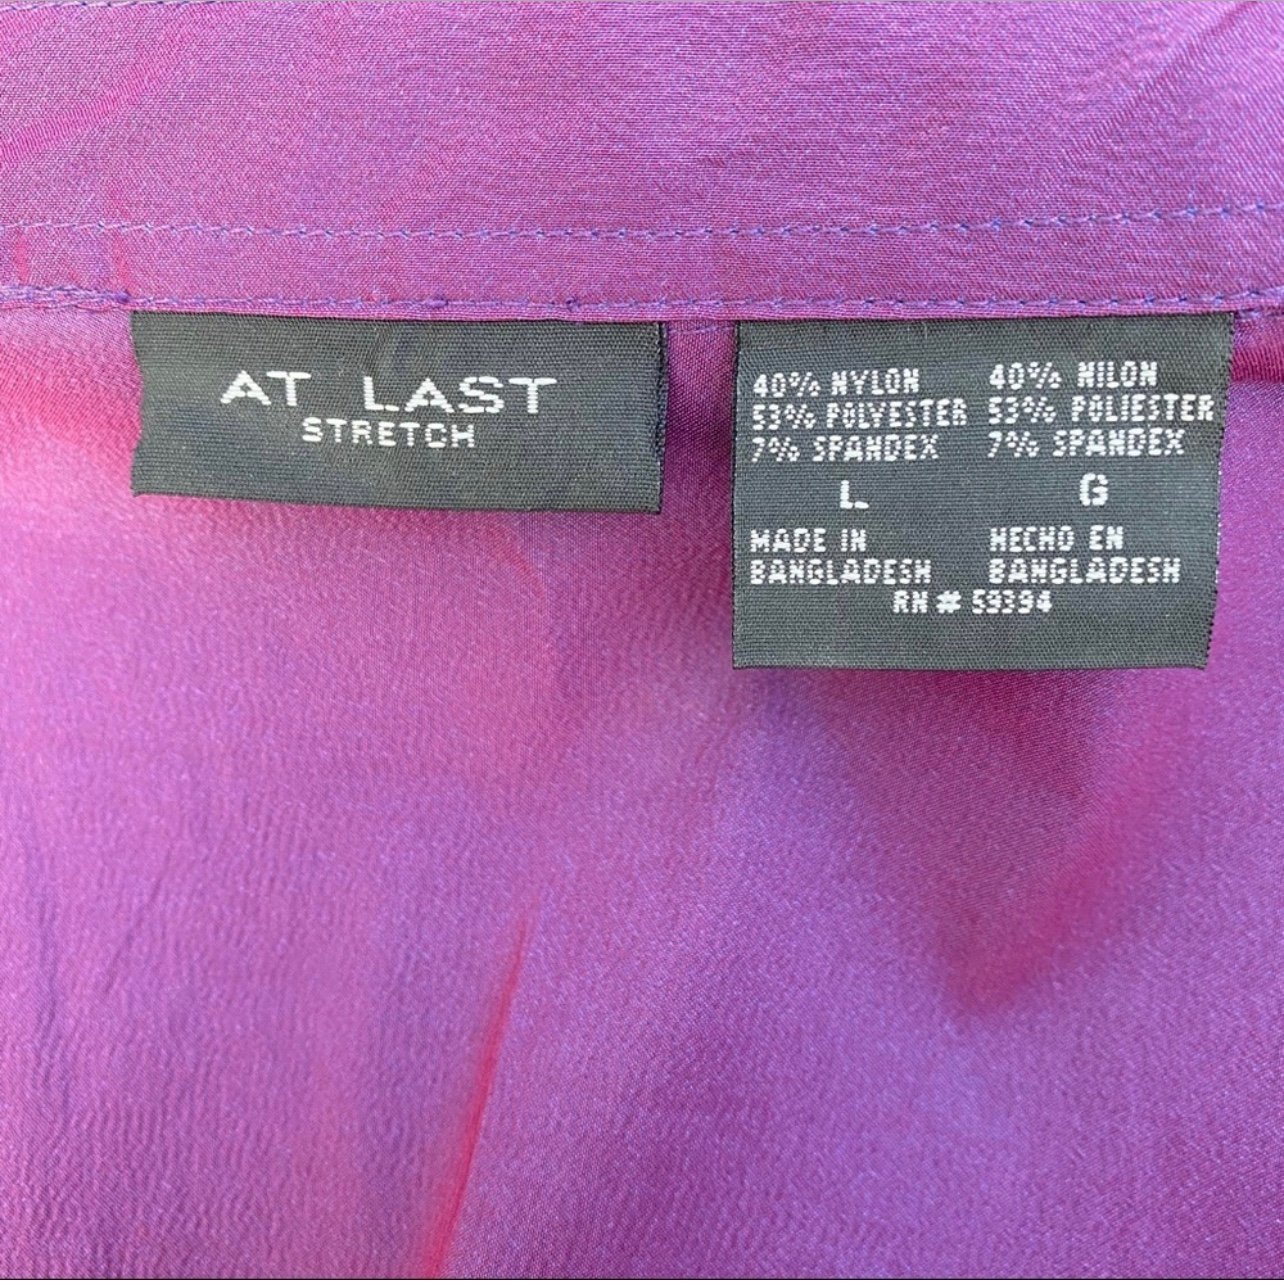 AT LAST
STRETCH
40% NYLON
53% POLYESTER
7% SPANDEX
L
MADE IN
BANGLADESH
40% NILON
53% POLIESTER
7% SPANDEX
G
HECHO EN
BANGLADESH
RN # 59394